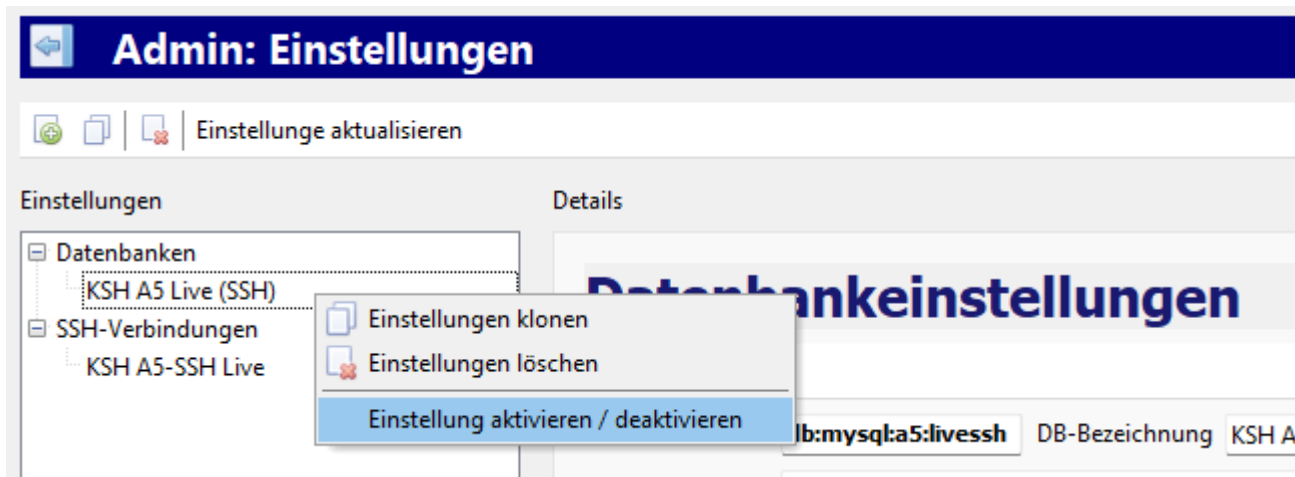 Admin: Einstellungen
Einstellunge aktualisieren
Einstellungen
Details
Datenbanken
KSH A5 Live (SSH)
SSH-Verbindungen
KSH A5-SSH Live
Einstellungen klonen
Einstellungen löschen
Einstellung aktivieren / deaktivieren
Datenbankeinstellungen
lb:mysql:a5:livessh DB-Bezeichnung KSH A